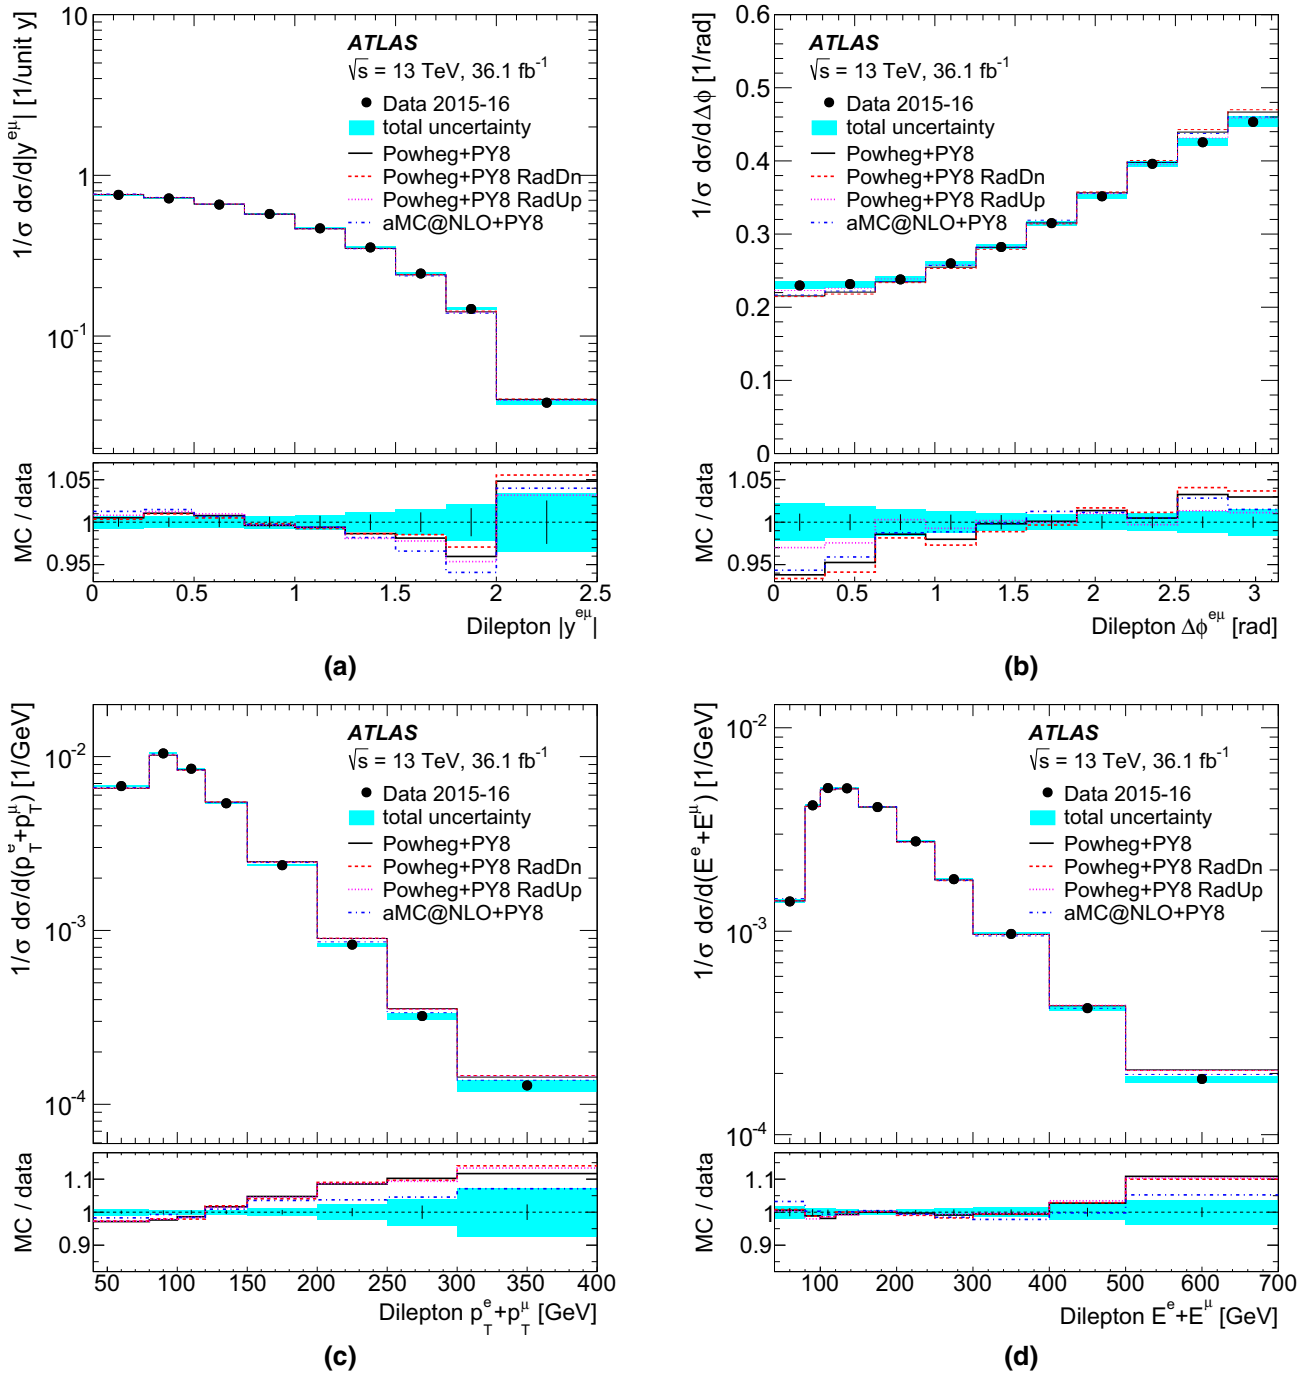 1/σ dσ/d|y^eμ| [1/unit y]
10
1
10^-1
ATLAS
√s = 13 TeV, 36.1 fb^-1
Data 2015-16
total uncertainty
Powheg+PY8
Powheg+PY8 RadDn
Powheg+PY8 RadUp
aMC@NLO+PY8
MC / data
1.05
1
0.95
0 0.5 1 1.5 2 2.5
Dilepton |y^eμ|
(a)
1/σ dσ/dΔϕ [1/rad]
0.6
0.5
0.4
0.3
0.2
0.1
0
ATLAS
√s = 13 TeV, 36.1 fb^-1
Data 2015-16
total uncertainty
Powheg+PY8
Powheg+PY8 RadDn
Powheg+PY8 RadUp
aMC@NLO+PY8
MC / data
1.05
1
0.95
0 0.5 1 1.5 2 2.5 3
Dilepton Δϕ^eμ [rad]
(b)
1/σ dσ/d(p_T^e+p_T^μ) [1/GeV]
10^-2
10^-3
10^-4
ATLAS
√s = 13 TeV, 36.1 fb^-1
Data 2015-16
total uncertainty
Powheg+PY8
Powheg+PY8 RadDn
Powheg+PY8 RadUp
aMC@NLO+PY8
MC / data
1.1
1
0.9
50 100 150 200 250 300 350 400
Dilepton p_T^e+p_T^μ [GeV]
(c)
1/σ dσ/d(E^e+E^μ) [1/GeV]
10^-2
10^-3
10^-4
ATLAS
√s = 13 TeV, 36.1 fb^-1
Data 2015-16
total uncertainty
Powheg+PY8
Powheg+PY8 RadDn
Powheg+PY8 RadUp
aMC@NLO+PY8
MC / data
1.1
1
0.9
100 200 300 400 500 600 700
Dilepton E^e+E^μ [GeV]
(d)